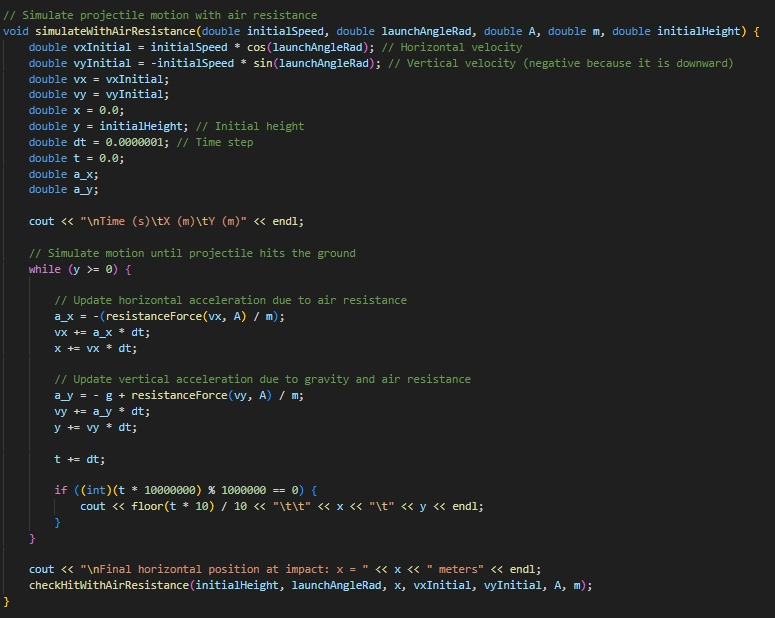 // Simulate projectile motion with air resistance
void simulateWithAirResistance(double initialSpeed, double launchAngleRad, double A, double m, double initialHeight) {
    double vxInitial = initialSpeed * cos(launchAngleRad); // Horizontal velocity
    double vyInitial = -initialSpeed * sin(launchAngleRad); // Vertical velocity (negative because it is downward)
    double vx = vxInitial;
    double vy = vyInitial;
    double x = 0.0;
    double y = initialHeight; // Initial height
    double dt = 0.0000001; // Time step
    double t = 0.0;
    double a_x;
    double a_y;

    cout << "\nTime (s)\tX (m)\tY (m)" << endl;

    // Simulate motion until projectile hits the ground
    while (y >= 0) {

        // Update horizontal acceleration due to air resistance
        a_x = -(resistanceForce(vx, A) / m);
        vx += a_x * dt;
        x += vx * dt;

        // Update vertical acceleration due to gravity and air resistance
        a_y = - g + resistanceForce(vy, A) / m;
        vy += a_y * dt;
        y += vy * dt;

        t += dt;

        if ((int)(t * 10000000) % 1000000 == 0) {
            cout << floor(t * 10) / 10 << "\t\t" << x << "\t" << y << endl;
        }
    }

    cout << "\nFinal horizontal position at impact: x = " << x << " meters" << endl;
    checkHitWithAirResistance(initialHeight, launchAngleRad, x, vxInitial, vyInitial, A, m);
}